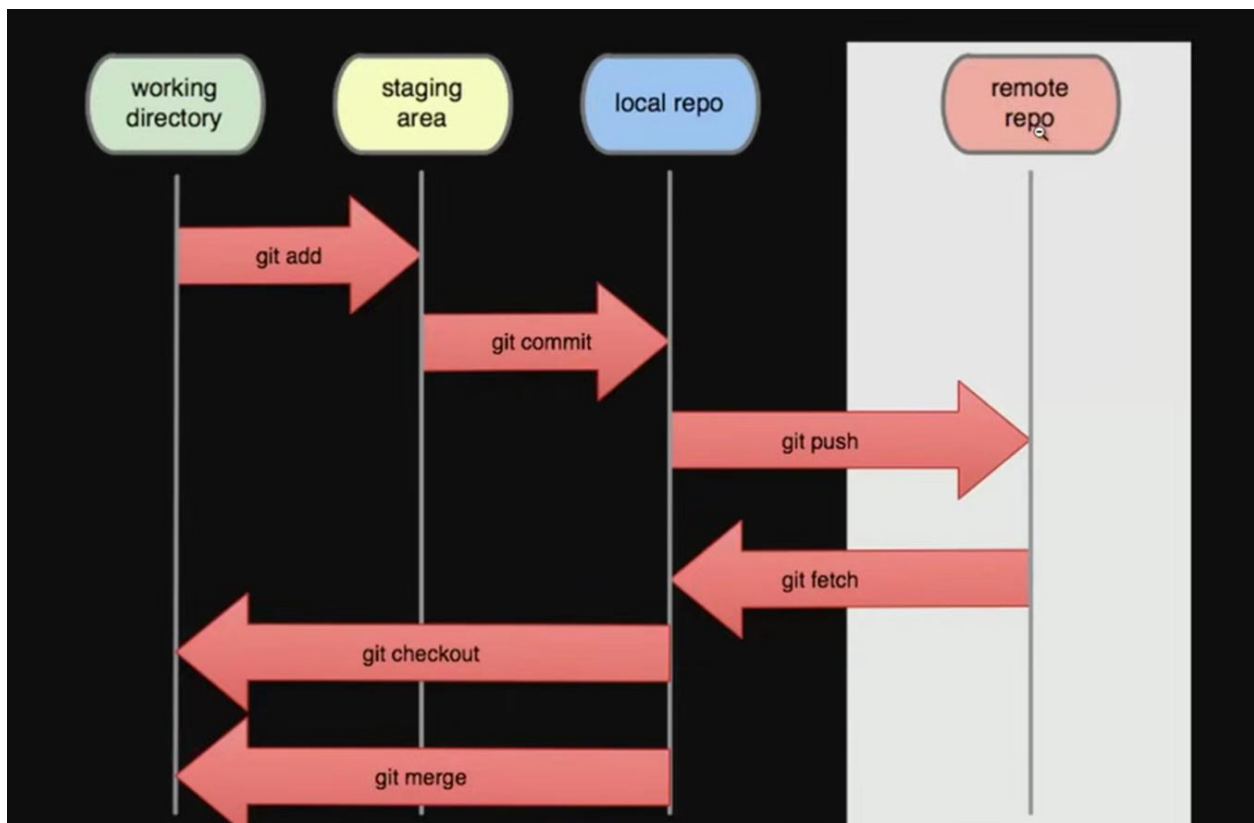 working
directory
staging
area
local repo
remote
repo
git add
git commit
git push
git fetch
git checkout
git merge